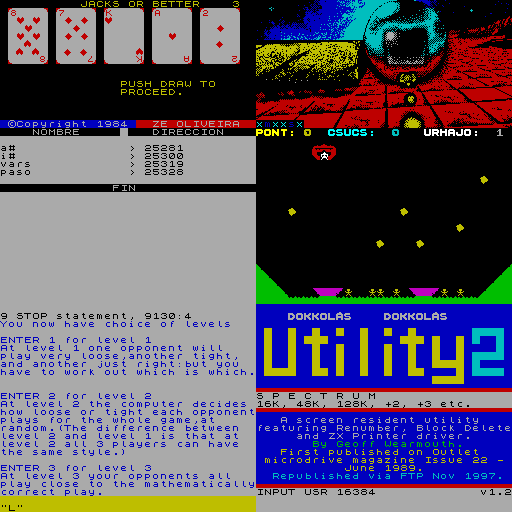 JACKS OR BETTER 3
8 7 K A 2
8 7 K A 2
PUSH DRAW TO
PROCEED.
©Copyright 1984 ZE OLIVEIRA
NOMBRE DIRECCION
a# > 25281
i# > 25300
vars > 25319
paso > 25328
FIN
9 STOP statement, 9130:4
You now have choice of levels
ENTER 1 for level 1
At level 1 one opponent will
play very loose,another tight,
and another just right:but you
have to work out which is which.
ENTER 2 for level 2
At level 2 the computer decides
how loose or tight each opponent
plays for the whole game,at
random.(The difference between
level 2 and level 1 is that at
level 2 all 3 players can have
the same style.)
ENTER 3 for level 3
At level 3 your opponents all
play close to the mathematically
correct play.
"L"
PONT: 0 CSUCS: 0 URHAJO: 1
DOKKOLÁS DOKKOLÁS
Utility2
SPECTRUM
16K, 48K, 128K, +2, +3 etc.
A screen resident utility
featuring Renumber, Block Delete
and ZX Printer driver.
By Geoff Wearmouth.
First published on Outlet
microdrive magazine Issue 22 -
June 1989.
Republished via FTP Nov 1997.
INPUT USR 16384 v1.2